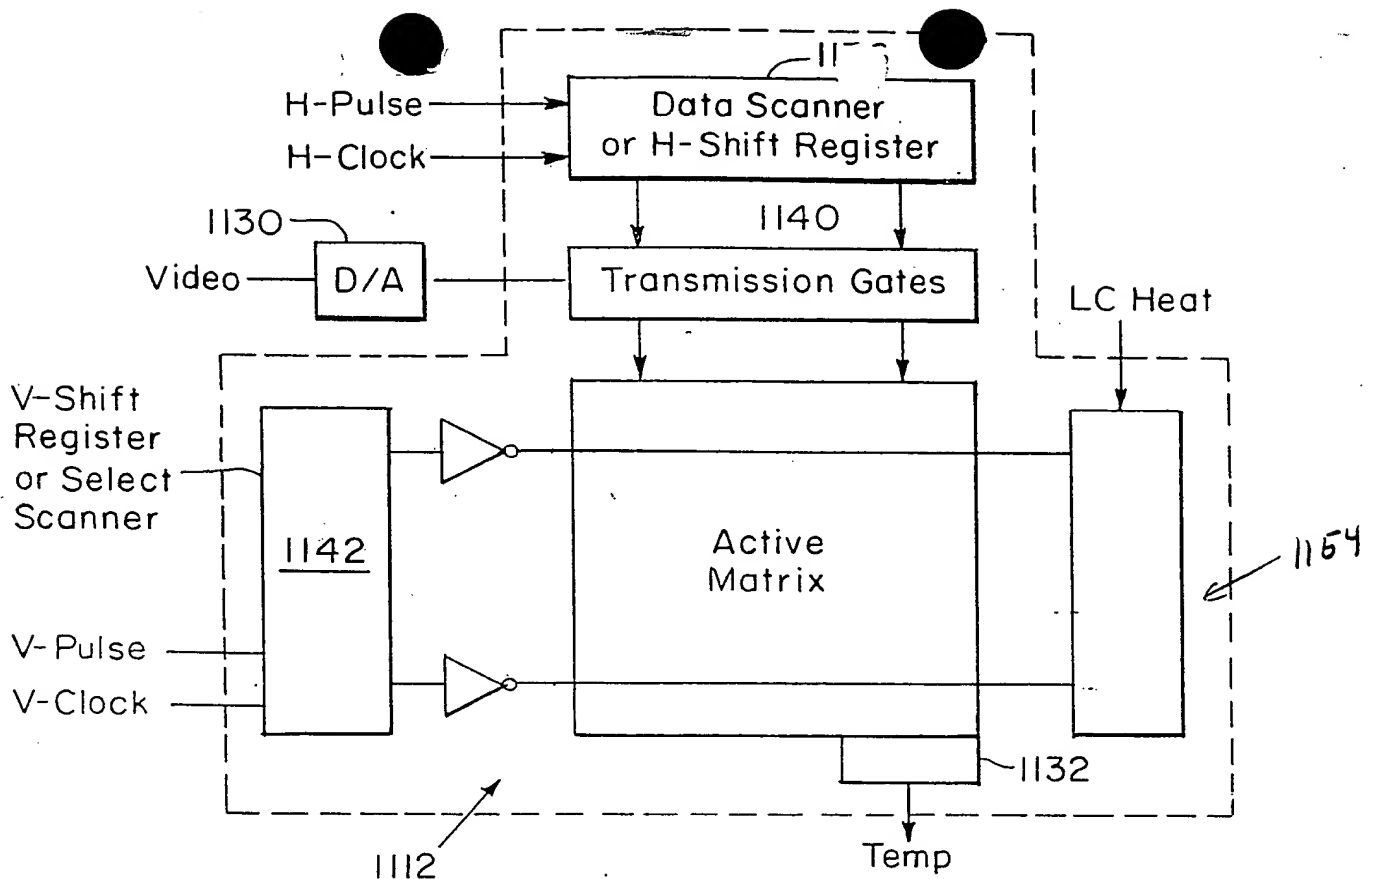 H-Pulse
H-Clock
Data Scanner
or H-Shift Register
1130
1140
Video
D/A
Transmission Gates
LC Heat
V-Shift
Register
or Select
Scanner
1142
Active
Matrix
1154
V-Pulse
V-Clock
1132
1112
Temp